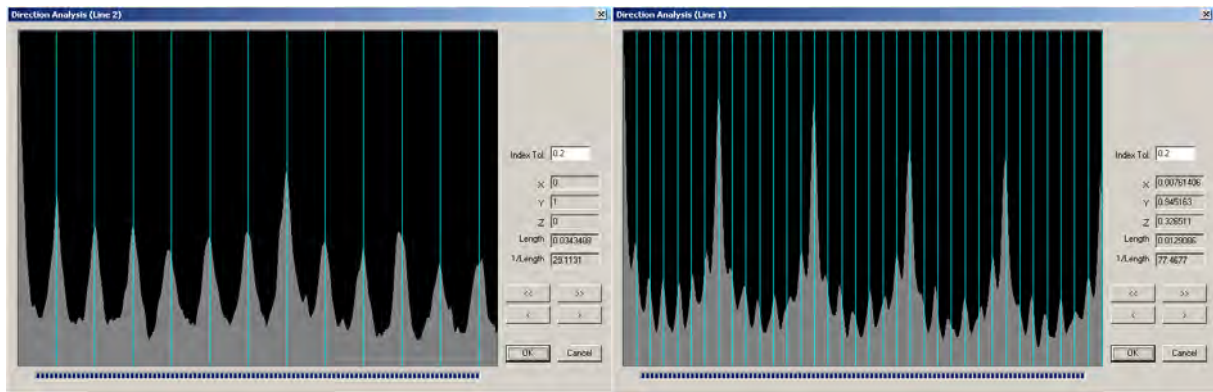 Direction Analysis (Line 2)
Index Tol. 0.2
X 0
Y 1
Z 0
Length 0.0343408
1/Length 29.1131
<< >>
< >
OK Cancel
Direction Analysis (Line 1)
Index Tol. 0.2
X 0.00761406
Y 0.945163
Z 0.326511
Length 0.0129086
1/Length 77.4677
<< >>
< >
OK Cancel